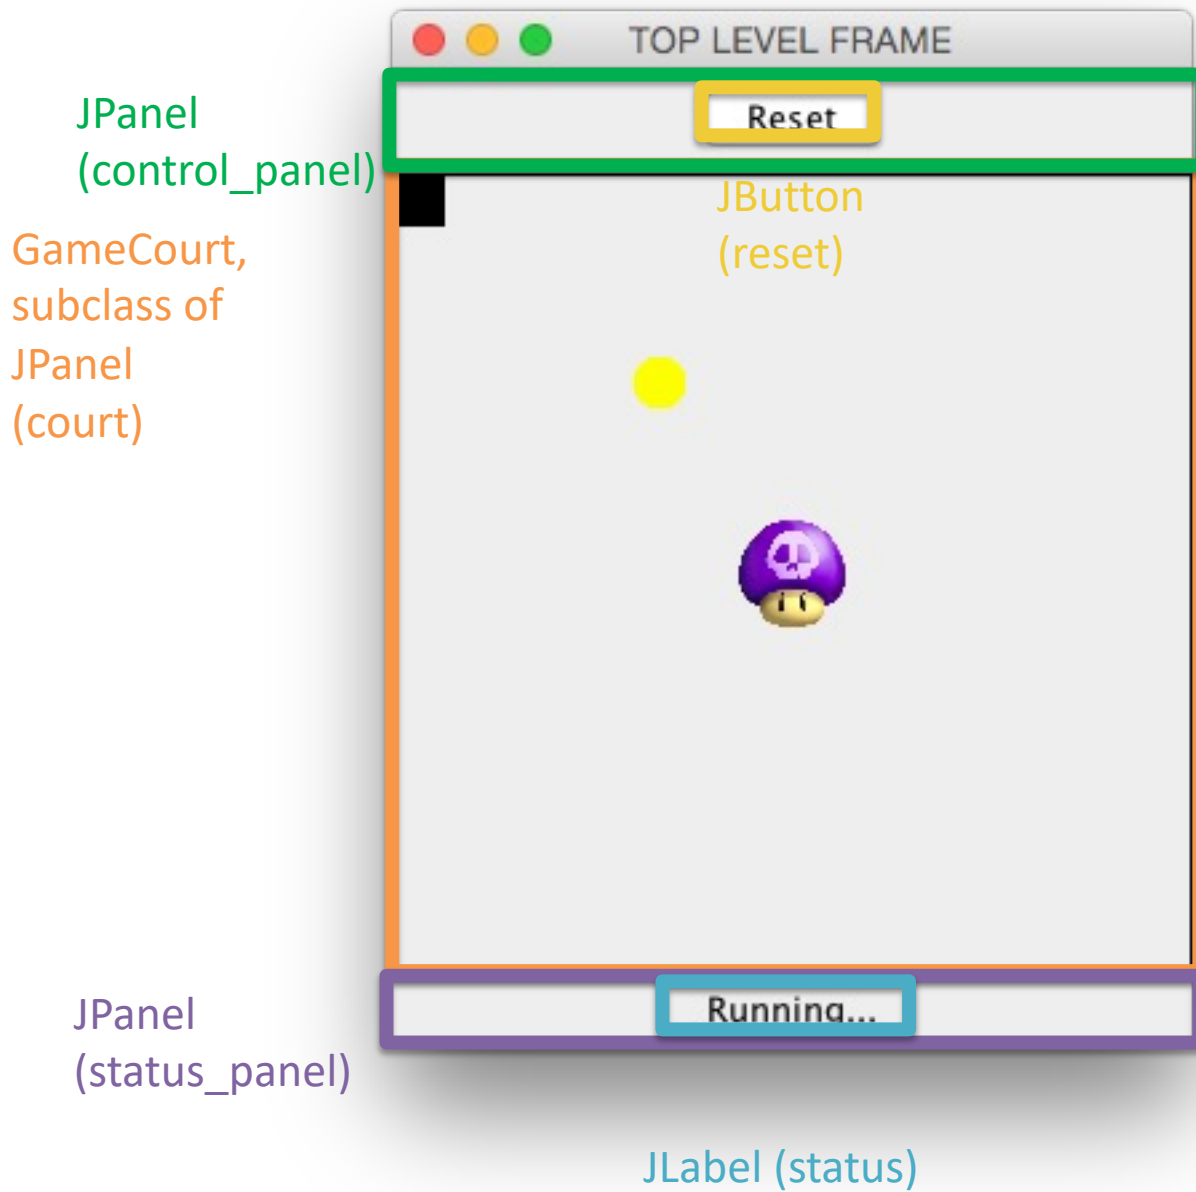 TOP LEVEL FRAME
JPanel
(control_panel)
Reset
JButton
(reset)
GameCourt,
subclass of
JPanel
(court)
JPanel
(status_panel)
Running...
JLabel (status)